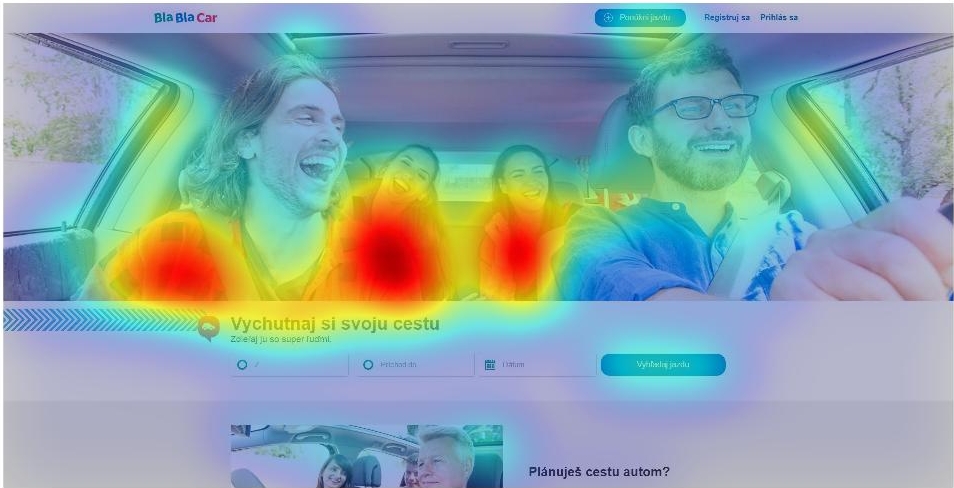 BlaBlaCar
Ponúkni jazdu
Registruj sa
Prihlás sa
Vychutnaj si svoju cestu
Zdieľaj ju so super ľuďmi.
Z
Príchod do
Dátum
Vyhľadaj jazdu
Plánuješ cestu autom?